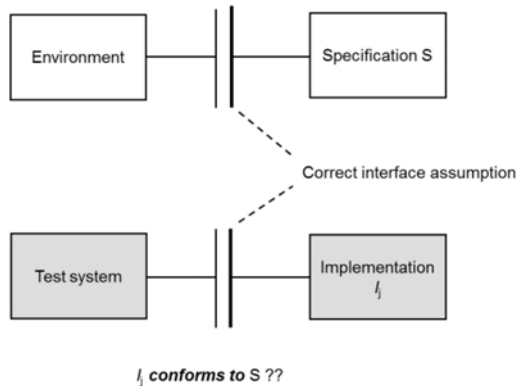 Environment
Specification S
Correct interface assumption
Test system
Implementation
Ij
Ij conforms to S ??